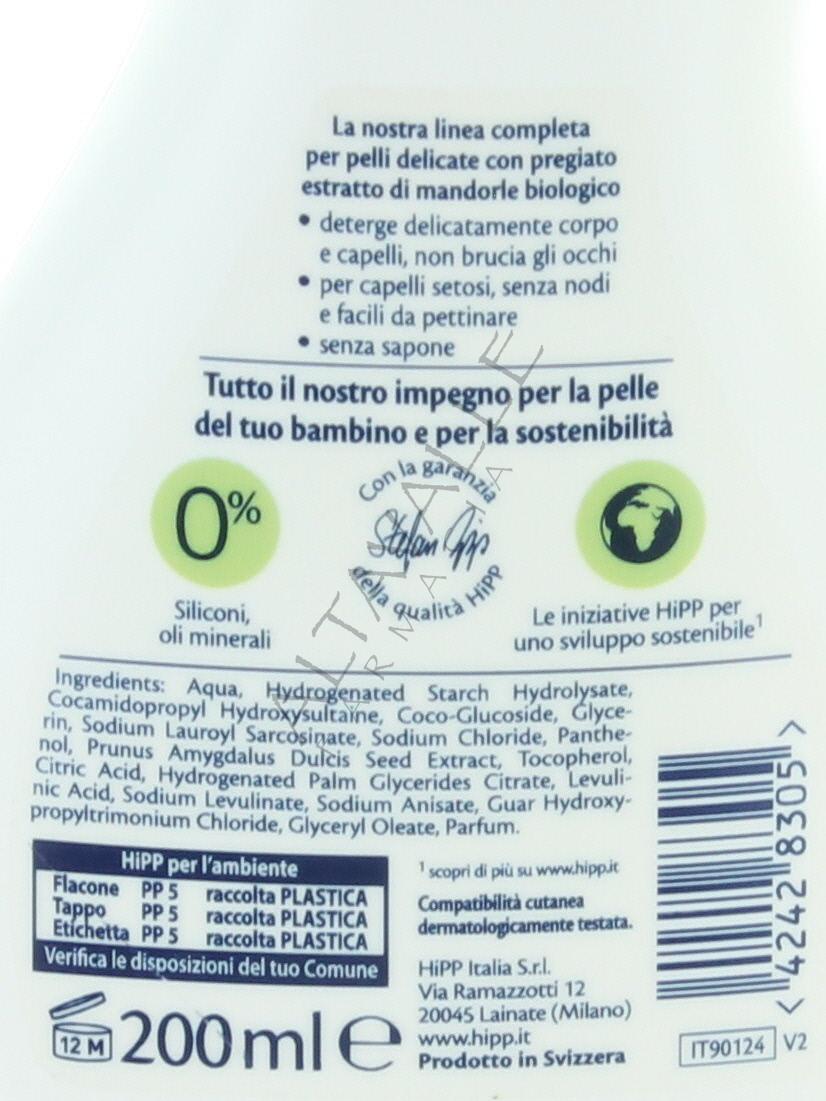 La nostra linea completa
per pelli delicate con pregiato
estratto di mandorle biologico
• deterge delicatamente corpo
e capelli, non brucia gli occhi
• per capelli setosi, senza nodi
e facili da pettinare
• senza sapone
Tutto il nostro impegno per la pelle
del tuo bambino e per la sostenibilità
0%
Siliconi,
oli minerali
Con la garanzia
Stefan Hipp
della qualità HiPP
Le iniziative HiPP per
uno sviluppo sostenibile¹
ALTAVALLE
FARMACIA
Ingredients: Aqua, Hydrogenated Starch Hydrolysate,
Cocamidopropyl Hydroxysultaine, Coco-Glucoside, Glyce-
rin, Sodium Lauroyl Sarcosinate, Sodium Chloride, Panthe-
nol, Prunus Amygdalus Dulcis Seed Extract, Tocopherol,
Citric Acid, Hydrogenated Palm Glycerides Citrate, Levuli-
nic Acid, Sodium Levulinate, Sodium Anisate, Guar Hydroxy-
propyltrimonium Chloride, Glyceryl Oleate, Parfum.
HiPP per l'ambiente
Flacone PP 5 raccolta PLASTICA
Tappo PP 5 raccolta PLASTICA
Etichetta PP 5 raccolta PLASTICA
Verifica le disposizioni del tuo Comune
12 M
200 ml e
¹ scopri di più su www.hipp.it
Compatibilità cutanea
dermatologicamente testata.
HiPP Italia S.r.l.
Via Ramazzotti 12
20045 Lainate (Milano)
www.hipp.it
Prodotto in Svizzera
< 4242 8305 >
IT90124 V2